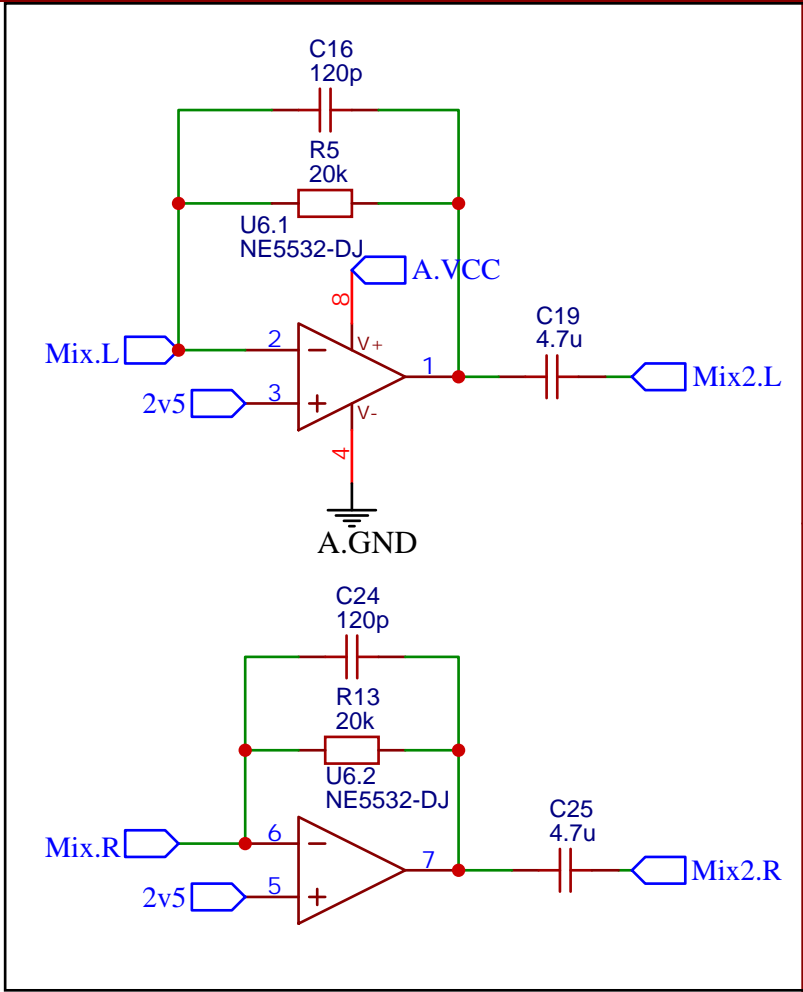 C16
120p
R5
20k
U6.1
NE5532-DJ
A.VCC
8
V+
Mix.L
2
2v5
3
1
V-
4
A.GND
C19
4.7u
Mix2.L
C24
120p
R13
20k
U6.2
NE5532-DJ
Mix.R
6
2v5
5
7
C25
4.7u
Mix2.R